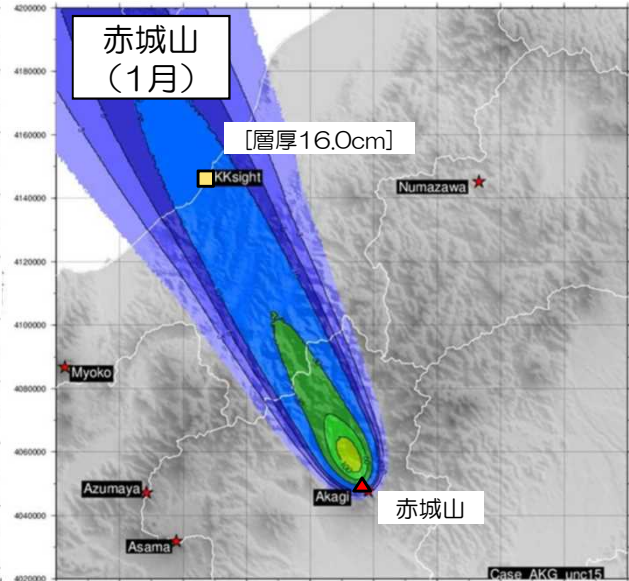 4200000
赤城山
（1月）
4180000
4160000
[層厚16.0cm]
KKsight
Numazawa
4140000
4120000
4100000
4080000
Myoko
4060000
Azumaya
Akagi
赤城山
4040000
Asama
Case_AKG_unc15
4020000